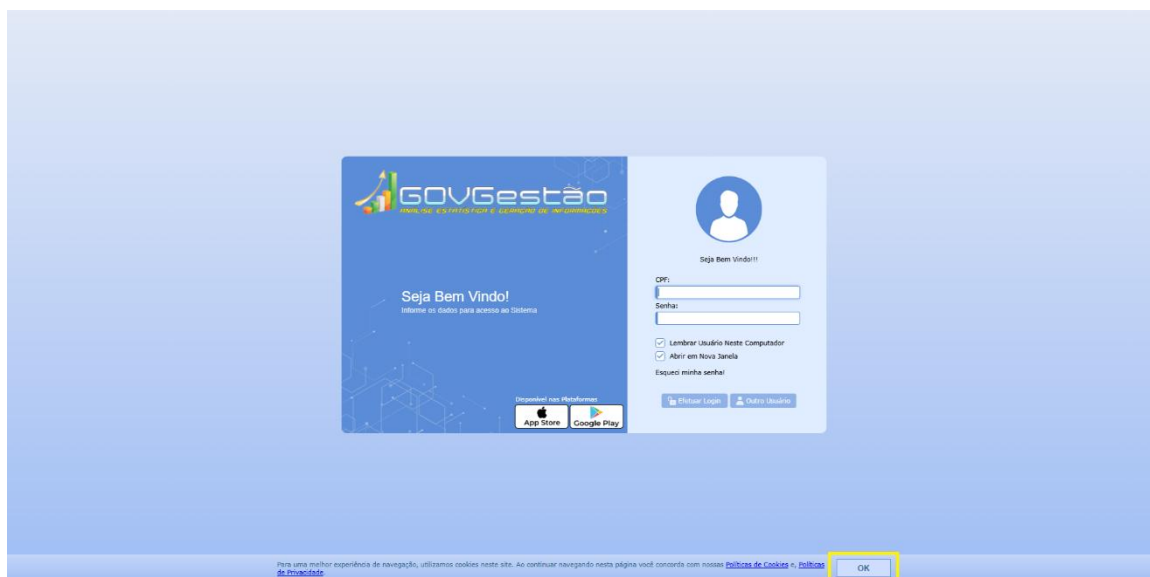 GOVGestão
ANÁLISE ESTATÍSTICA E GERAÇÃO DE INFORMAÇÕES
Seja Bem Vindo!
Informe os dados para acesso ao Sistema
Disponível nas Plataformas
App Store
Google Play
Seja Bem Vindo!!!
CPF:
Senha:
Lembrar Usuário Neste Computador
Abrir em Nova Janela
Esqueci minha senha!
Efetuar Login
Outro Usuário
Para uma melhor experiência de navegação, utilizamos cookies neste site. Ao continuar navegando nesta página você concorda com nossas Políticas de Cookies e, Políticas
de Privacidade.
OK